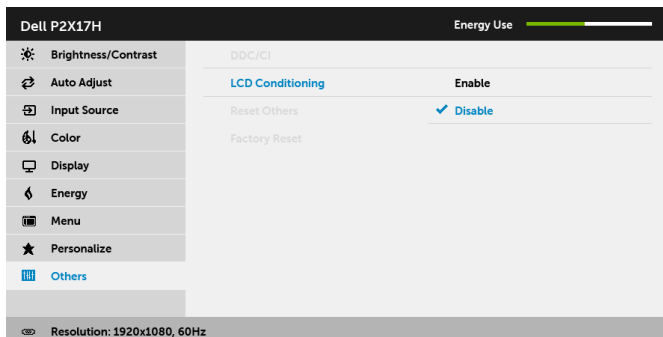 Dell P2X17H
Energy Use
Brightness/Contrast
DDC/CI
Auto Adjust
LCD Conditioning
Enable
Input Source
Reset Others
Disable
Color
Factory Reset
Display
Energy
Menu
Personalize
Others
Resolution: 1920x1080, 60Hz